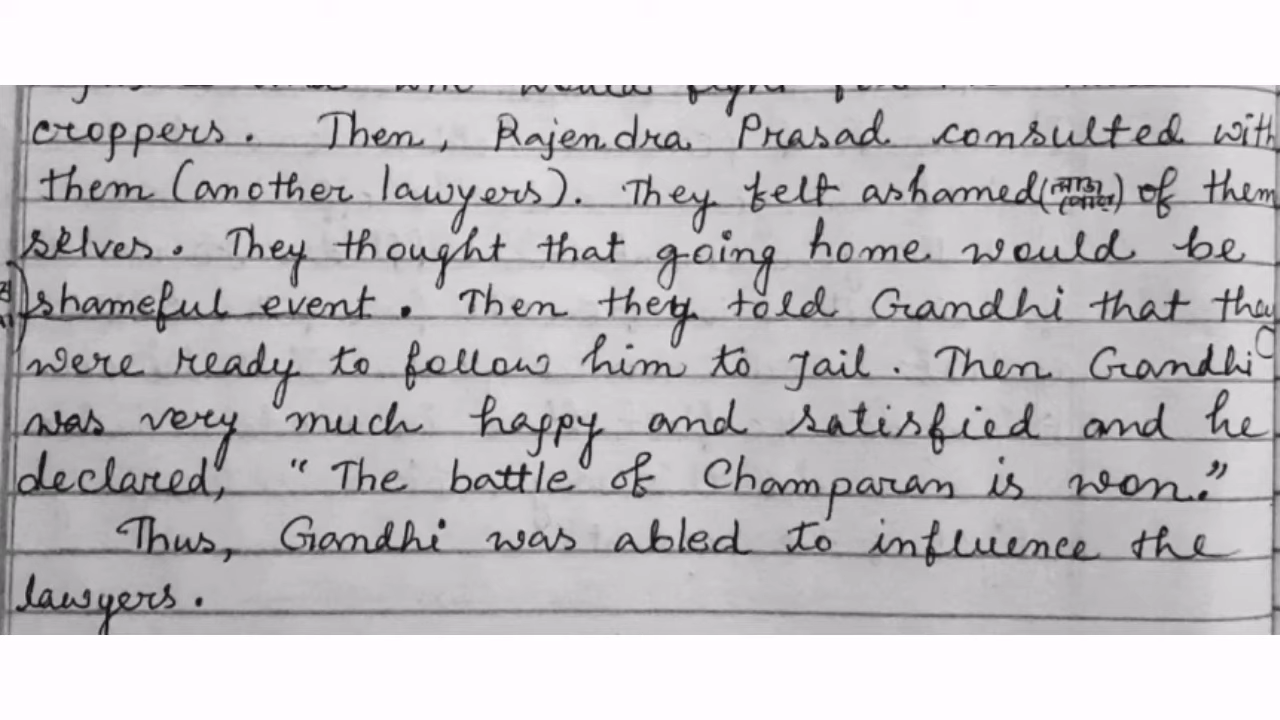 would fight
croppers. Then, Rajendra Prasad consulted with
them (another lawyers). They felt ashamed( ) of them
selves. They thought that going home would be
shameful event. Then they told Gandhi that they
were ready to follow him to Jail. Then Gandhi
was very much happy and satisfied and he
declared, "The battle of Champaran is won."
Thus, Gandhi was abled to influence the
lawyers.